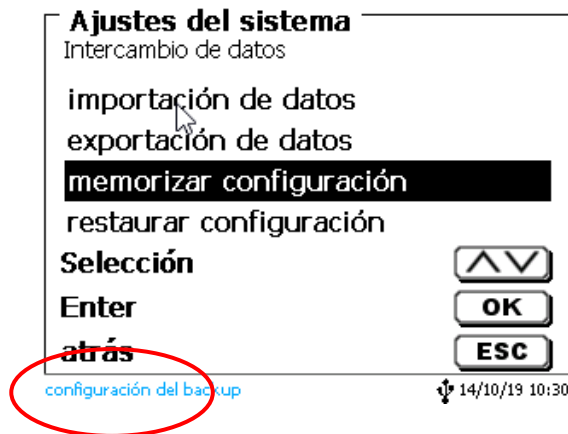 Ajustes del sistema
Intercambio de datos
importación de datos
exportación de datos
memorizar configuración
restaurar configuración
Selección
Enter OK
atrás ESC
configuración del backup 14/10/19 10:30